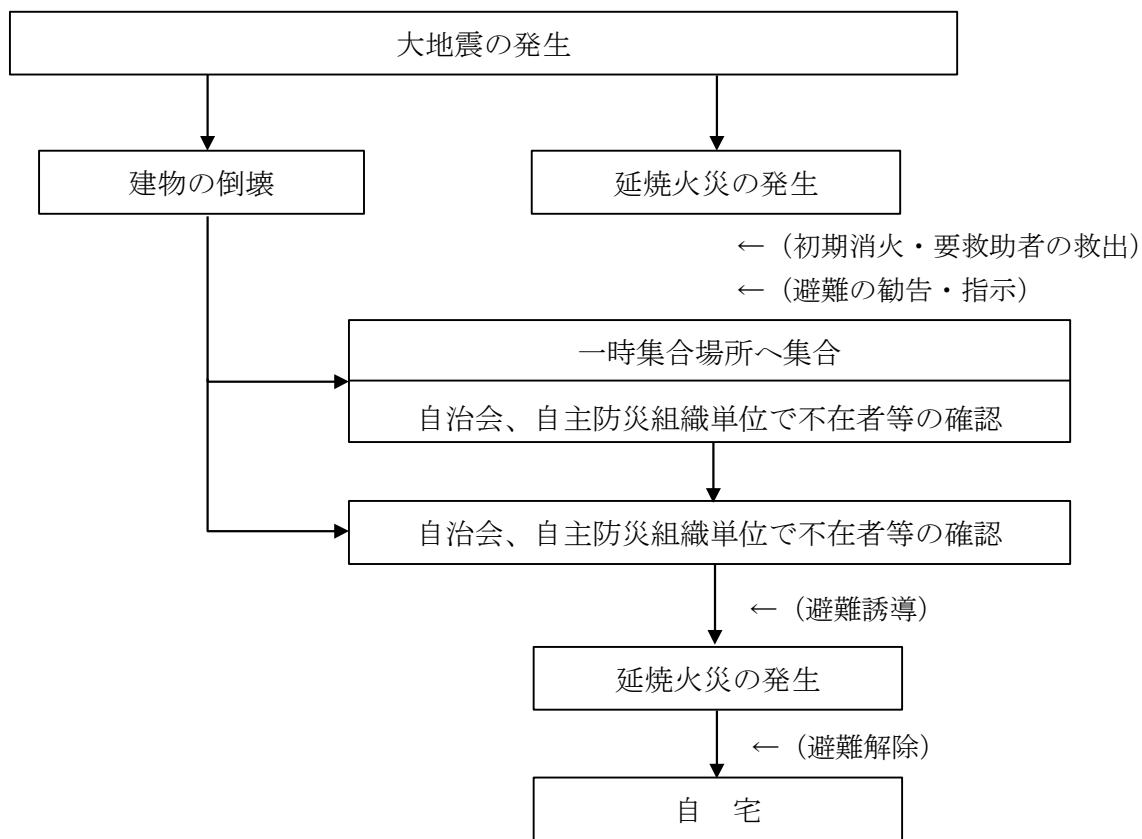 大地震の発生
建物の倒壊
延焼火災の発生
← (初期消火・要救助者の救出)
← (避難の勧告・指示)
一時集合場所へ集合
自治会、自主防災組織単位で不在者等の確認
自治会、自主防災組織単位で不在者等の確認
← (避難誘導)
延焼火災の発生
← (避難解除)
自　宅